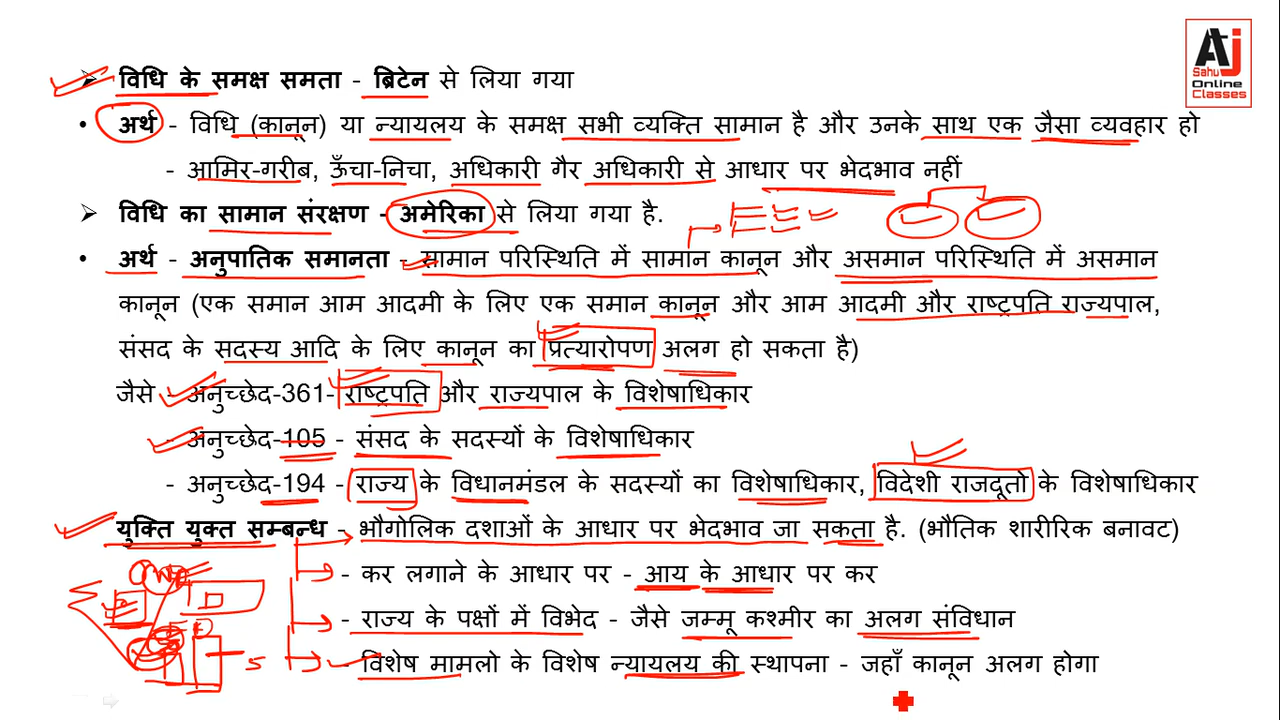 AJ
Sahu
Online
Classes
➢ विधि के समक्ष समता - ब्रिटेन से लिया गया
• अर्थ - विधि (कानून) या न्यायलय के समक्ष सभी व्यक्ति सामान है और उनके साथ एक जैसा व्यवहार हो
- आमिर-गरीब, ऊँचा-निचा, अधिकारी गैर अधिकारी से आधार पर भेदभाव नहीं
➢ विधि का सामान संरक्षण - अमेरिका से लिया गया है.
• अर्थ - अनुपातिक समानता - सामान परिस्थिति में सामान कानून और असमान परिस्थिति में असमान
कानून (एक समान आम आदमी के लिए एक समान कानून और आम आदमी और राष्ट्रपति राज्यपाल,
संसद के सदस्य आदि के लिए कानून का प्रत्यारोपण अलग हो सकता है)
जैसे - अनुच्छेद-361- राष्ट्रपति और राज्यपाल के विशेषाधिकार
- अनुच्छेद-105 - संसद के सदस्यों के विशेषाधिकार
- अनुच्छेद-194 - राज्य के विधानमंडल के सदस्यों का विशेषाधिकार, विदेशी राजदूतो के विशेषाधिकार
युक्ति युक्त सम्बन्ध - भौगोलिक दशाओं के आधार पर भेदभाव जा सकता है. (भौतिक शारीरिक बनावट)
- कर लगाने के आधार पर - आय के आधार पर कर
- राज्य के पक्षों में विभेद - जैसे जम्मू कश्मीर का अलग संविधान
- विशेष मामलो के विशेष न्यायलय की स्थापना - जहाँ कानून अलग होगा